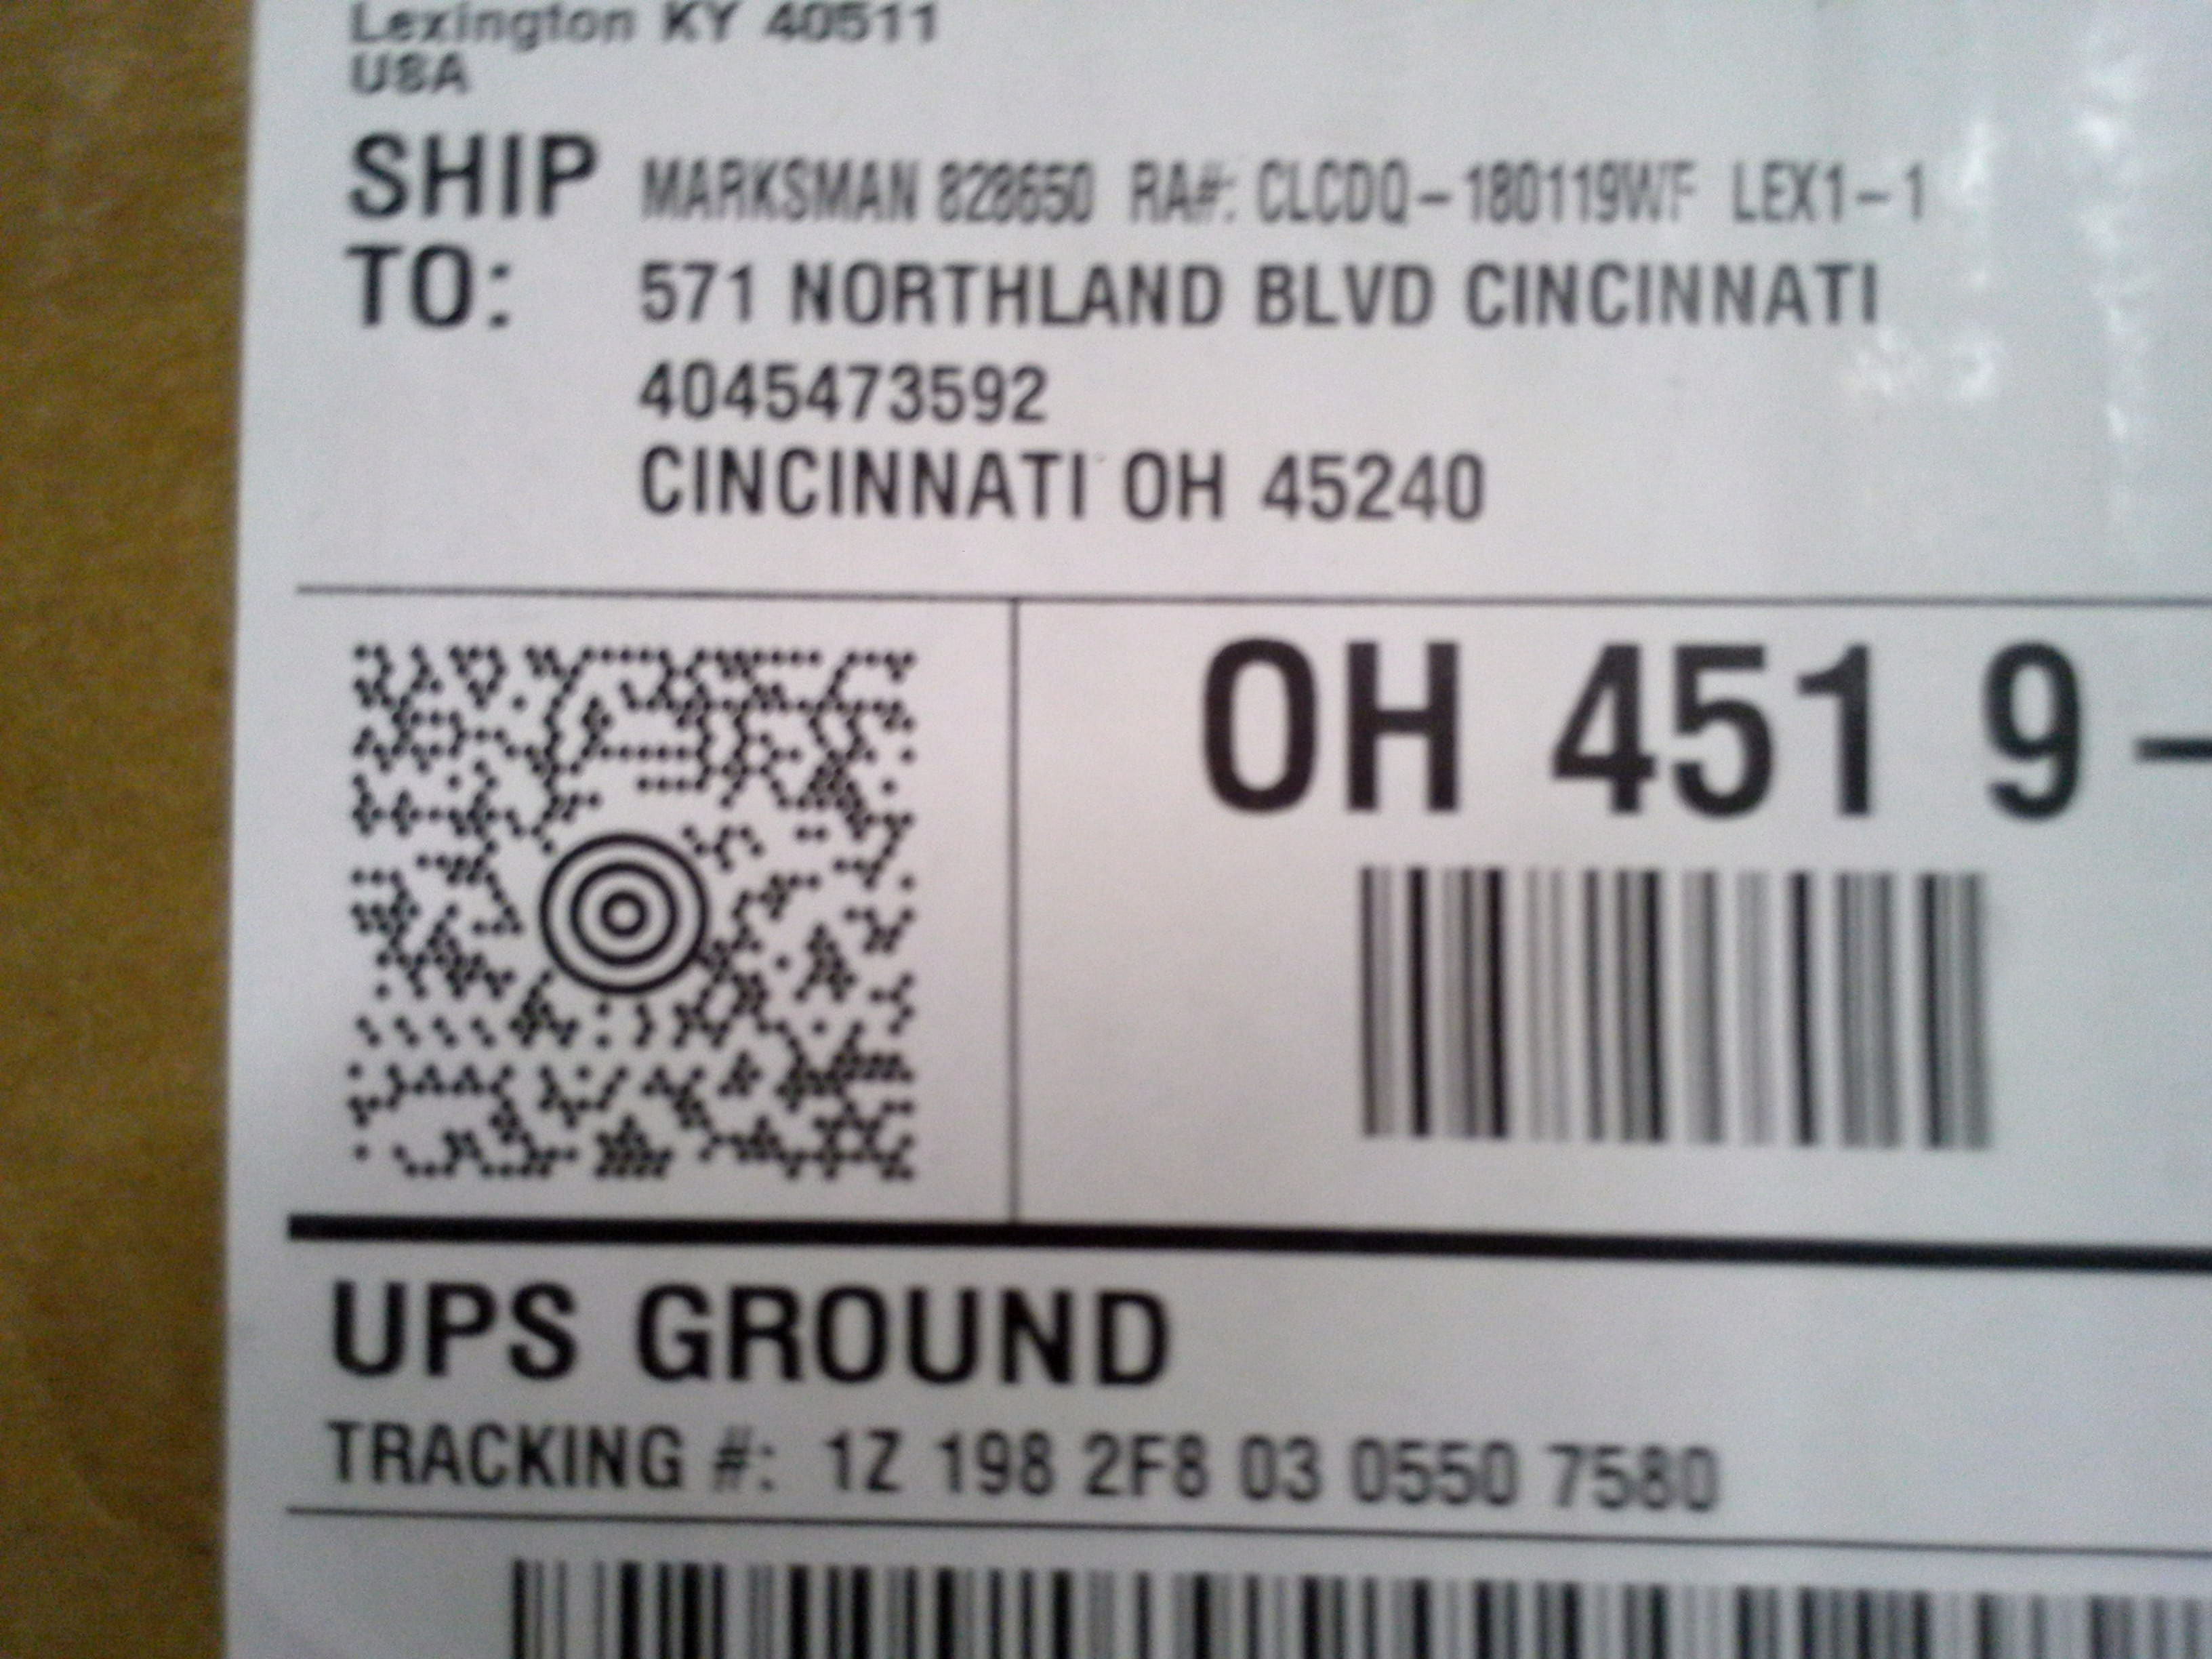 Lexington KY 40511
USA
SHIP TO:
MARKSMAN 828650 RA#: CLCDQ-180119WF LEX1-1
571 NORTHLAND BLVD CINCINNATI
4045473592
CINCINNATI OH 45240
OH 451 9-
UPS GROUND
TRACKING #: 1Z 198 2F8 03 0550 7580